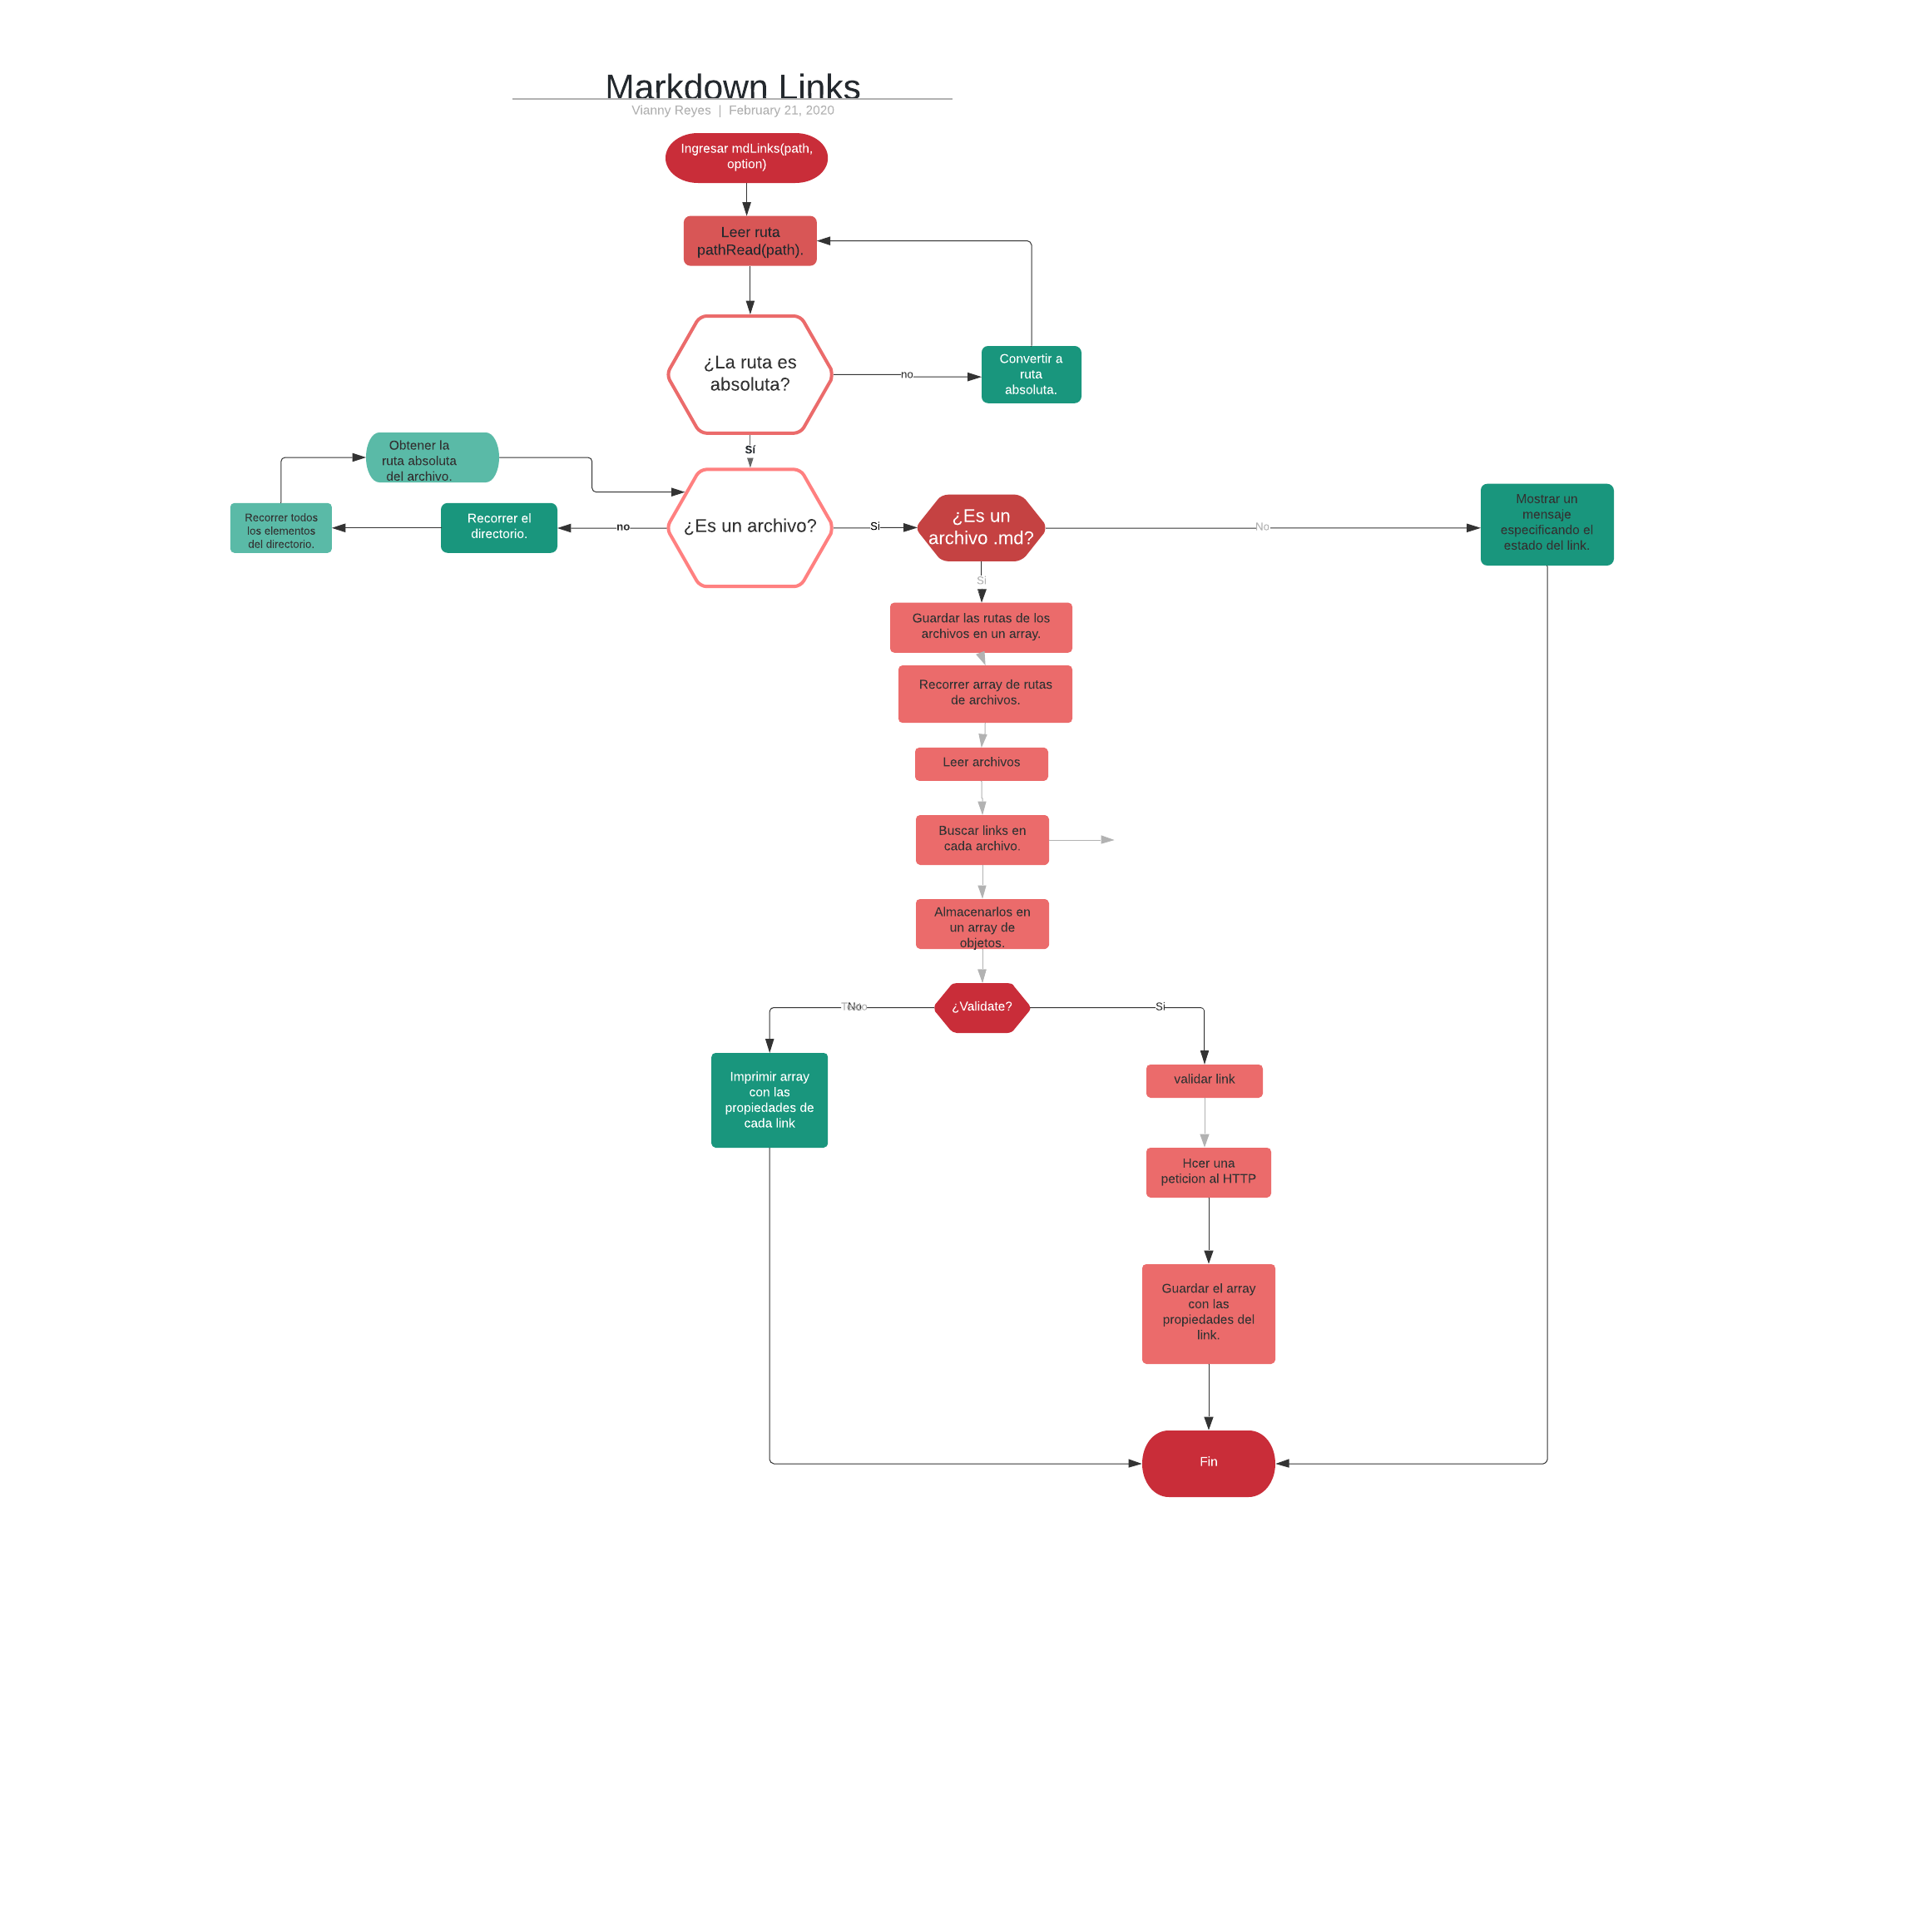 Markdown Links
Vianny Reyes | February 21, 2020
Ingresar mdLinks(path,
option)
Leer ruta
pathRead(path).
¿La ruta es
absoluta?
no
Convertir a
ruta
absoluta.
Sí
Obtener la
ruta absoluta
del archivo.
Recorrer todos
los elementos
del directorio.
Recorrer el
directorio.
no
¿Es un archivo?
Si
¿Es un
archivo .md?
No
Mostrar un
mensaje
especificando el
estado del link.
Si
Guardar las rutas de los
archivos en un array.
Recorrer array de rutas
de archivos.
Leer archivos
Buscar links en
cada archivo.
Almacenarlos en
un array de
objetos.
No
¿Validate?
Si
Imprimir array
con las
propiedades de
cada link
validar link
Hcer una
peticion al HTTP
Guardar el array
con las
propiedades del
link.
Fin